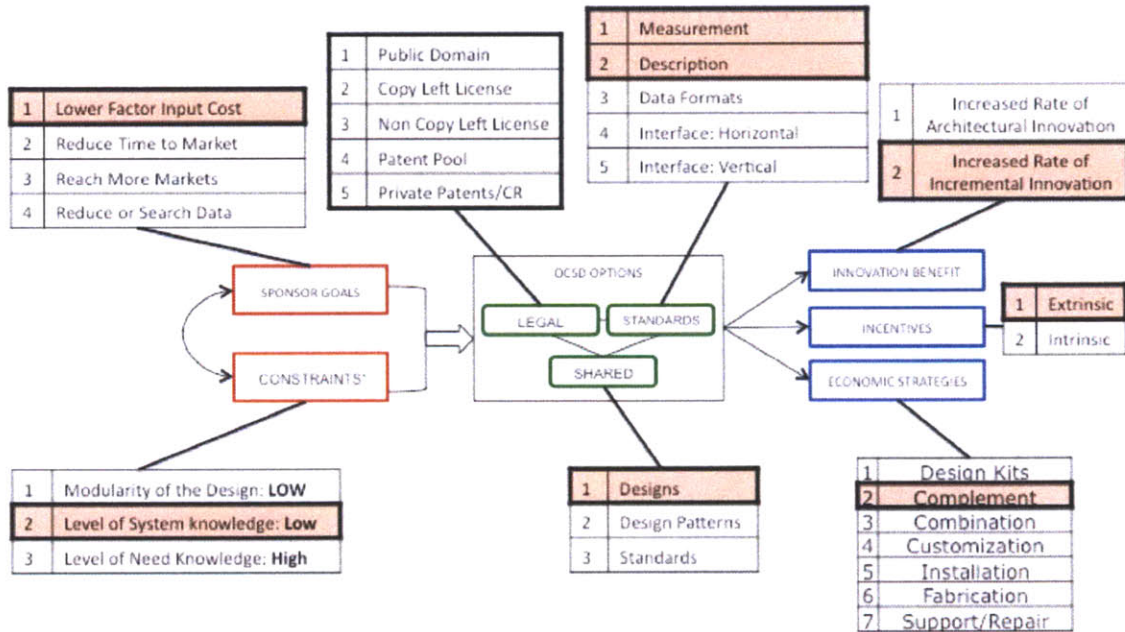 1 Lower Factor Input Cost
2 Reduce Time to Market
3 Reach More Markets
4 Reduce or Search Data
1 Public Domain
2 Copy Left License
3 Non Copy Left License
4 Patent Pool
5 Private Patents/CR
1 Measurement
2 Description
3 Data Formats
4 Interface: Horizontal
5 Interface: Vertical
1 Increased Rate of
Architectural Innovation
2 Increased Rate of
Incremental Innovation
SPONSOR GOALS
CONSTRAINTS*
OCSD OPTIONS
LEGAL
STANDARDS
SHARED
INNOVATION BENEFIT
INCENTIVES
ECONOMIC STRATEGIES
1 Extrinsic
2 Intrinsic
1 Modularity of the Design: LOW
2 Level of System knowledge: Low
3 Level of Need Knowledge: High
1 Designs
2 Design Patterns
3 Standards
1 Design Kits
2 Complement
3 Combination
4 Customization
5 Installation
6 Fabrication
7 Support/Repair